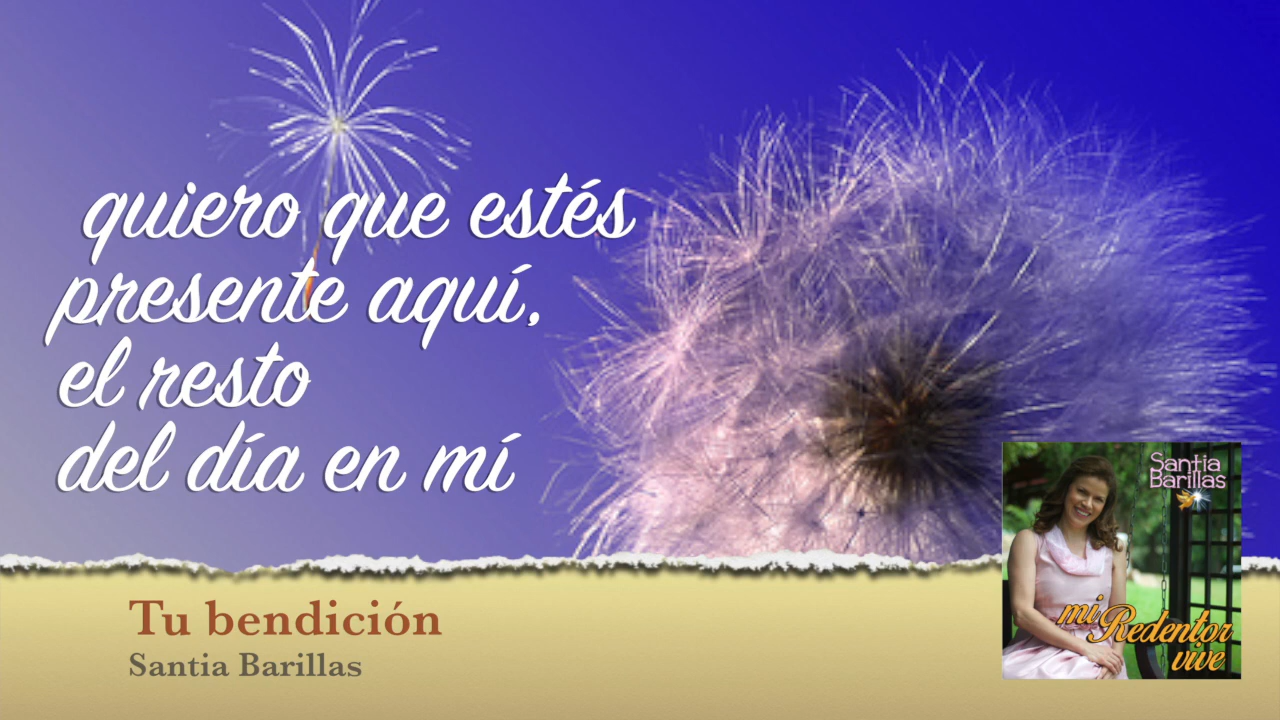 quiero que estés
presente aquí,
el resto
del día en mí
Tu bendición
Santia Barillas
Santia
Barillas
mi Redentor
vive